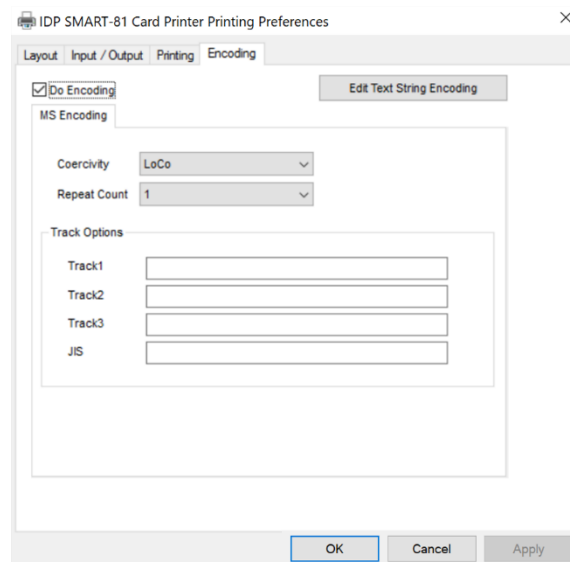 IDP SMART-81 Card Printer Printing Preferences
Layout Input / Output Printing Encoding
Do Encoding Edit Text String Encoding
MS Encoding
Coercivity LoCo
Repeat Count 1
Track Options
Track1
Track2
Track3
JIS
OK Cancel Apply